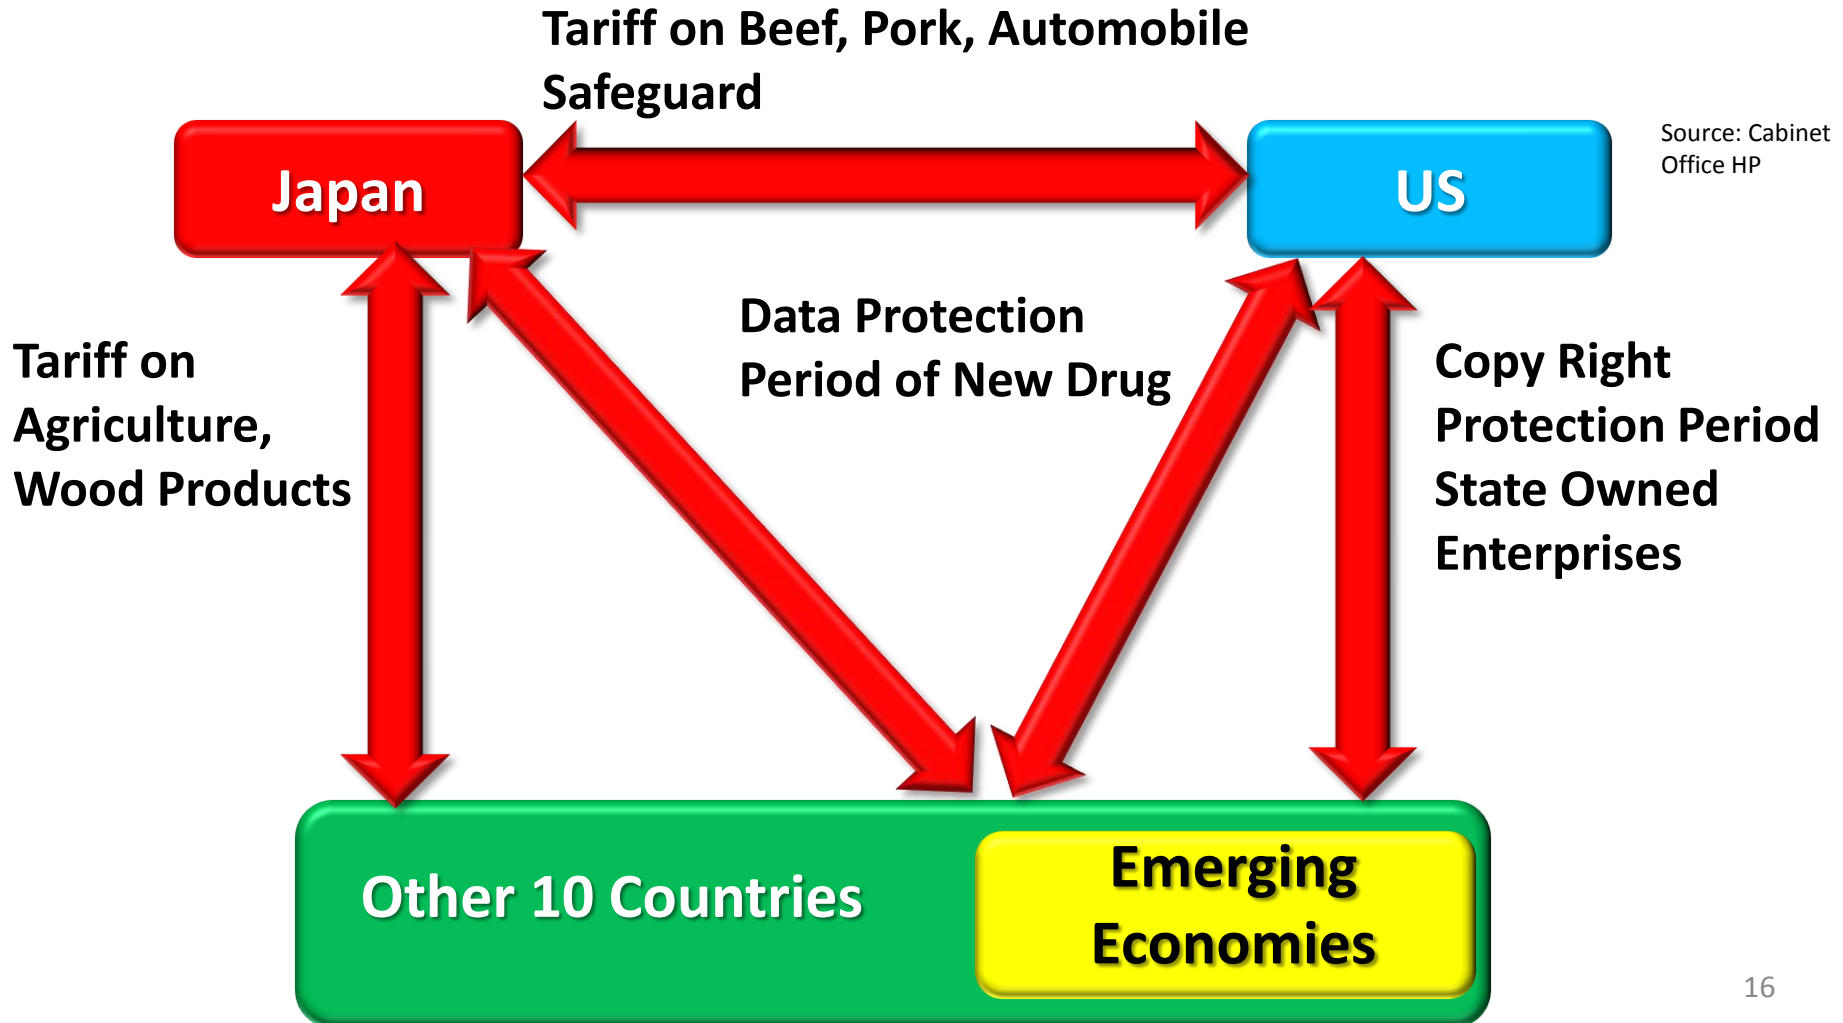 Tariff on Beef, Pork, Automobile
Safeguard
Source: Cabinet
Office HP
Japan
US
Data Protection
Period of New Drug
Tariff on
Agriculture,
Wood Products
Copy Right
Protection Period
State Owned
Enterprises
Other 10 Countries
Emerging
Economies
16